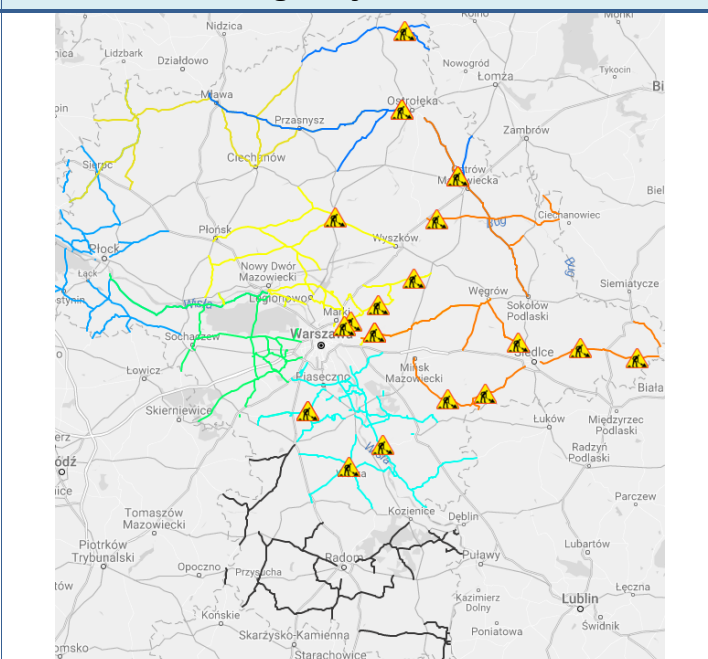 Nidzica
Kolno
Mońki
Lidzbark
Działdowo
Nowogród
Łomża
Tykocin
Mława
Ostrołęka
Przasnysz
Zambrów
Ciechanów
Sierpc
Ostrów
Mazowiecka
Ciechanowiec
Płońsk
Wyszków
Bug
Płock
Łąck
Nowy Dwór
Mazowiecki
Legionowo
Węgrów
Sokołów
Podlaski
Siemiatycze
Wisła
Marki
Sochaczew
Warszawa
Siedlce
Łowicz
Piaseczno
Mińsk
Mazowiecki
Biała
Skierniewice
Łuków
Międzyrzec
Podlaski
Radzyń
Podlaski
Wisła
Parczew
Kozienice
Dęblin
Tomaszów
Mazowiecki
Piotrków
Trybunalski
Opoczno
Przysucha
Radom
Puławy
Lubartów
Łęczna
Kazimierz
Dolny
Lublin
Świdnik
Końskie
Poniatowa
Skarżysko-Kamienna
Starachowice